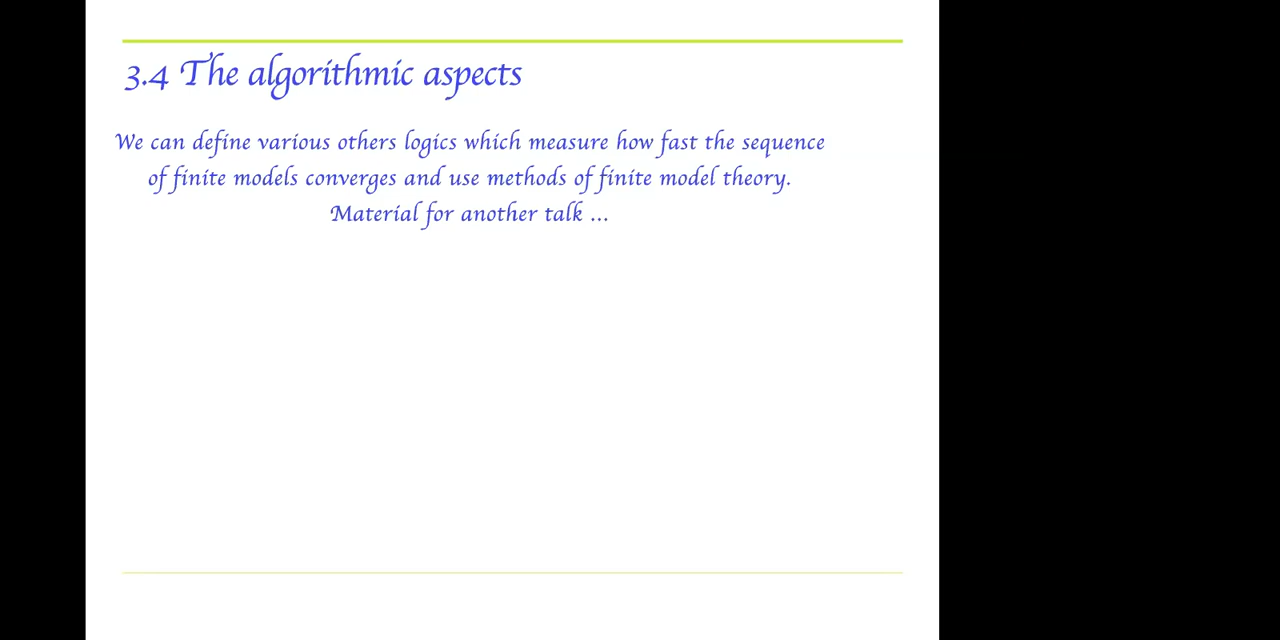 3.4 The algorithmic aspects
We can define various others logics which measure how fast the sequence
of finite models converges and use methods of finite model theory.
Material for another talk ...